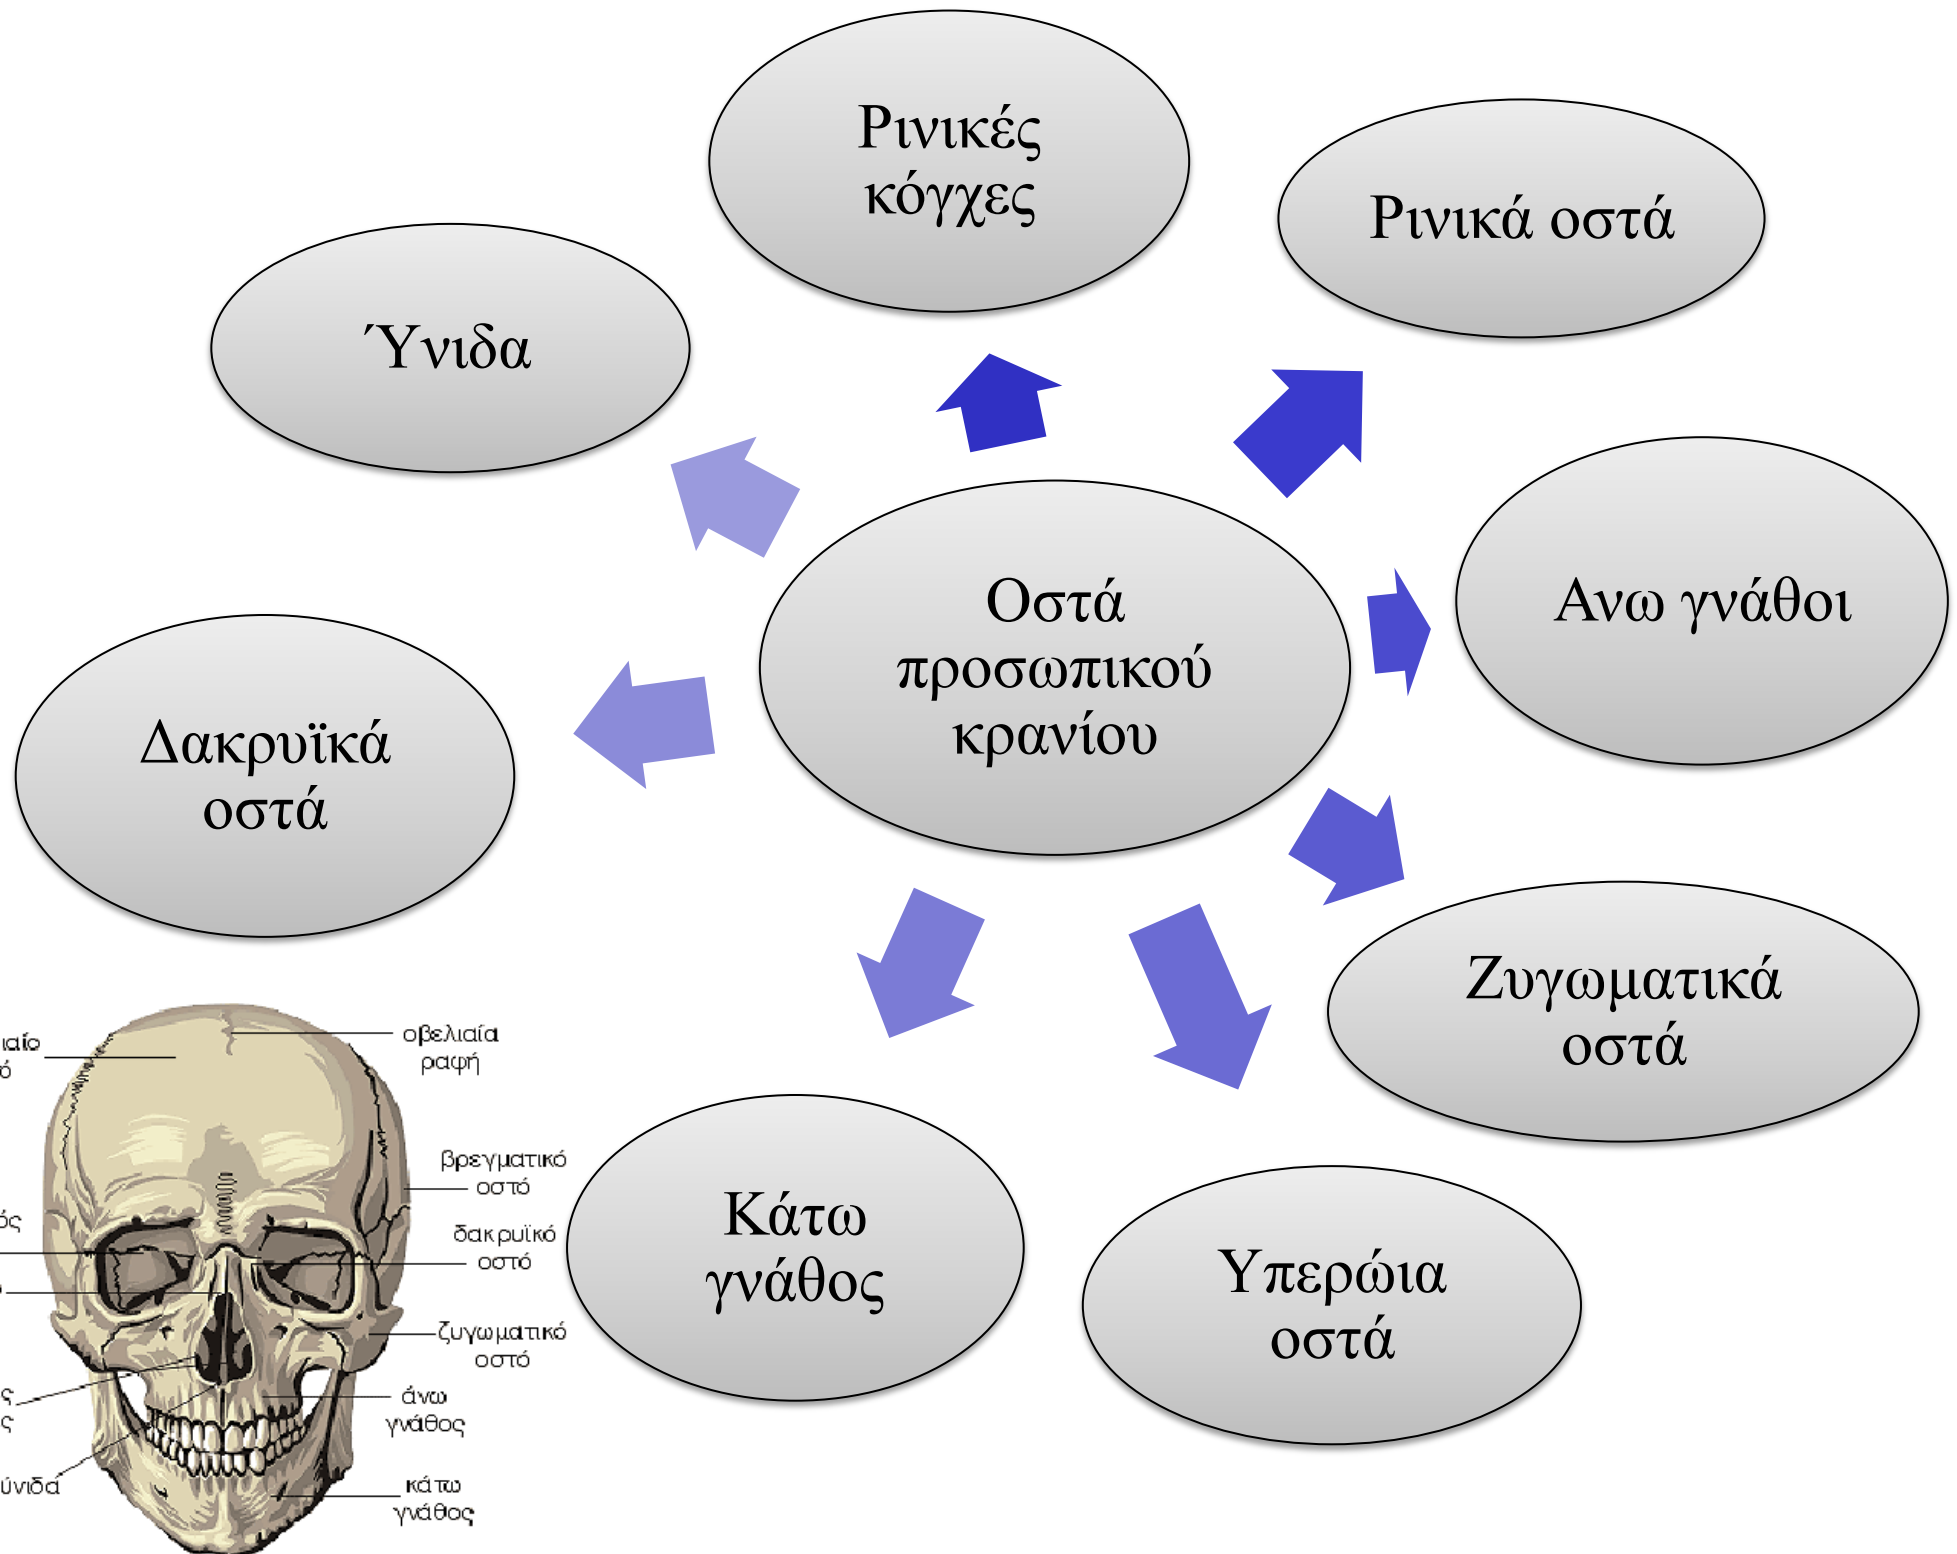 Ρινικές
κόγχες
Ρινικά οστά
Ύνιδα
Οστά
προσωπικού
κρανίου
Ανω γνάθοι
Δακρυϊκά
οστά
Ζυγωματικά
οστά
Κάτω
γνάθος
Υπερώια
οστά
οβελιαία
ραφή
βρεγματικό
οστό
δακρυϊκό
οστό
ζυγωματικό
οστό
άνω
γνάθος
ύνιδα
κάτω
γνάθος